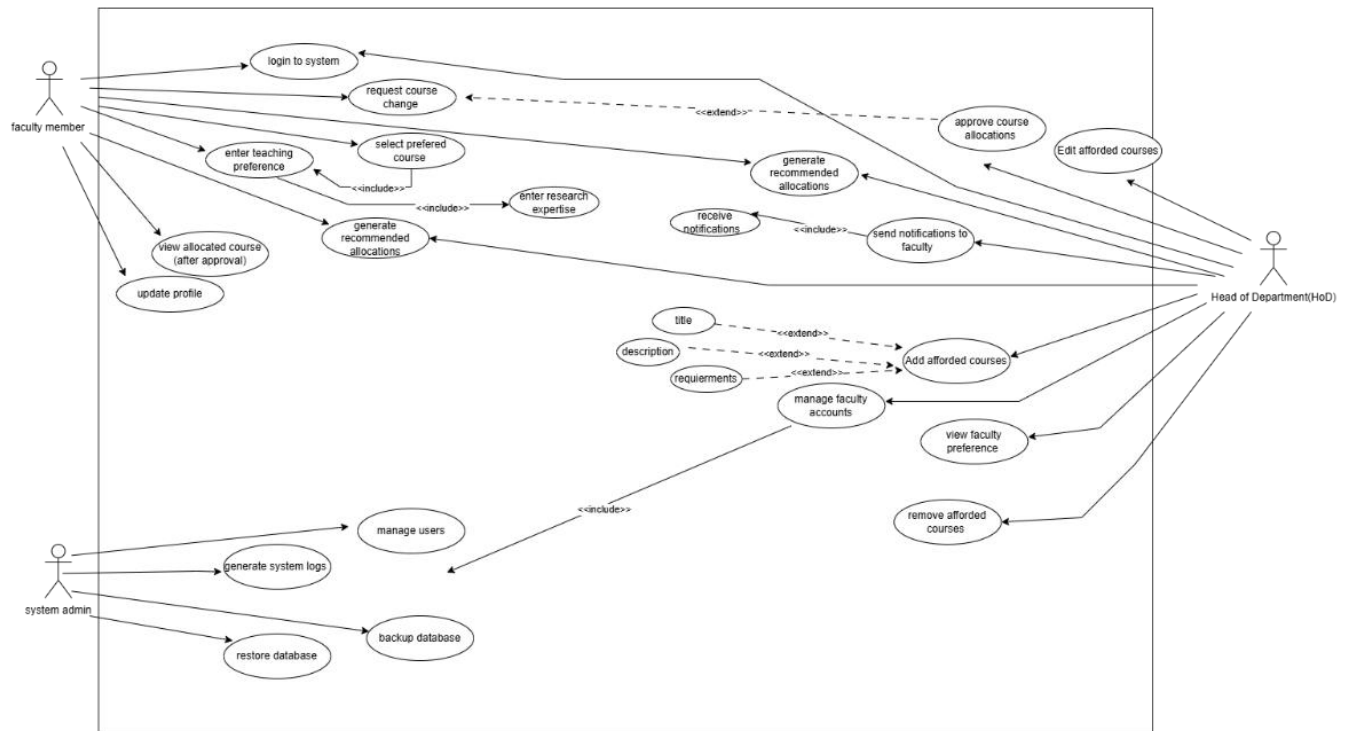 login to system
request course
change
<<extend>>
approve course
allocations
Edit afforded courses
faculty member
select prefered
course
enter teaching
preference
<<include>>
generate
recommended
allocations
<<include>>
enter research
expertise
receive
notifications
<<include>>
send notifications to
faculty
generate
recommended
allocations
view allocated course
(after approval)
update profile
Head of Department(HoD)
title
<<extend>>
description
<<extend>>
Add afforded courses
requierments
<<extend>>
manage faculty
accounts
view faculty
preference
<<include>>
remove afforded
courses
manage users
generate system logs
system admin
backup database
restore database